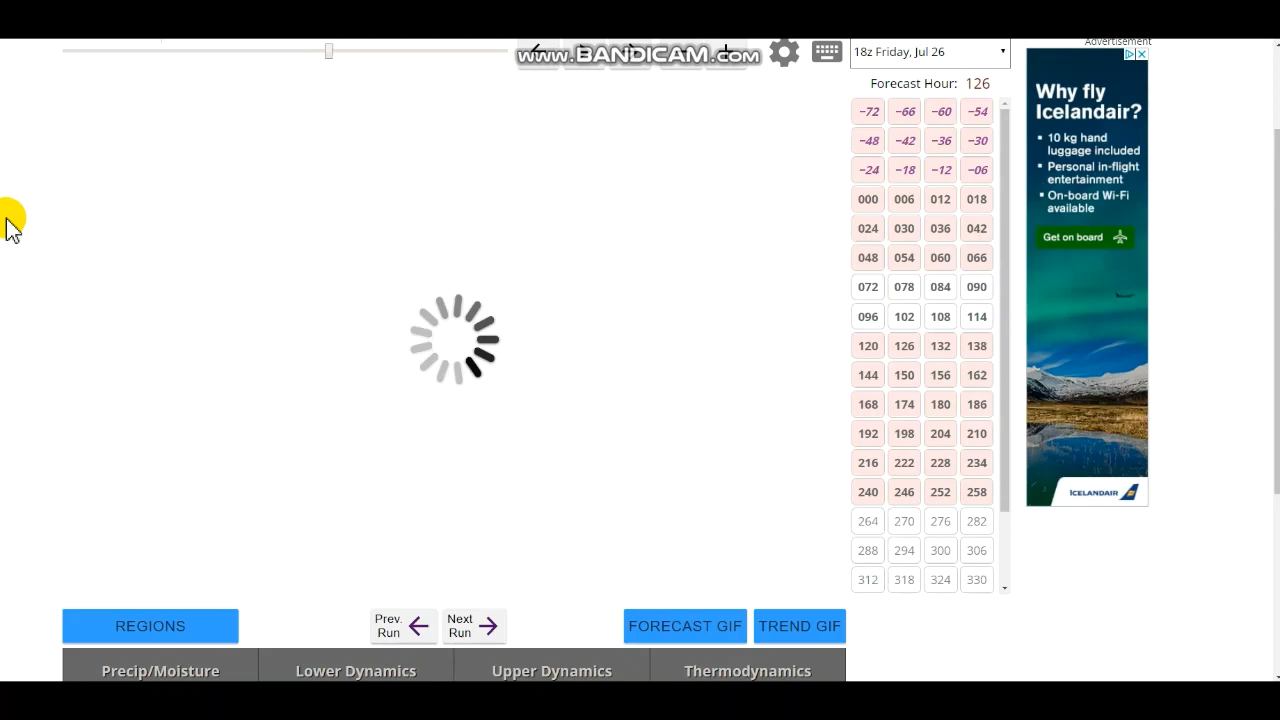 www.BANDICAM.com
18z Friday, Jul 26
Forecast Hour: 126
−72 −66 −60 −54
−48 −42 −36 −30
−24 −18 −12 −06
000 006 012 018
024 030 036 042
048 054 060 066
072 078 084 090
096 102 108 114
120 126 132 138
144 150 156 162
168 174 180 186
192 198 204 210
216 222 228 234
240 246 252 258
264 270 276 282
288 294 300 306
312 318 324 330
Advertisement
Why fly
Icelandair?
• 10 kg hand
luggage included
• Personal in-flight
entertainment
• On-board Wi-Fi
available
Get on board
ICELANDAIR
REGIONS
Prev.
Run
Next
Run
FORECAST GIF
TREND GIF
Precip/Moisture
Lower Dynamics
Upper Dynamics
Thermodynamics